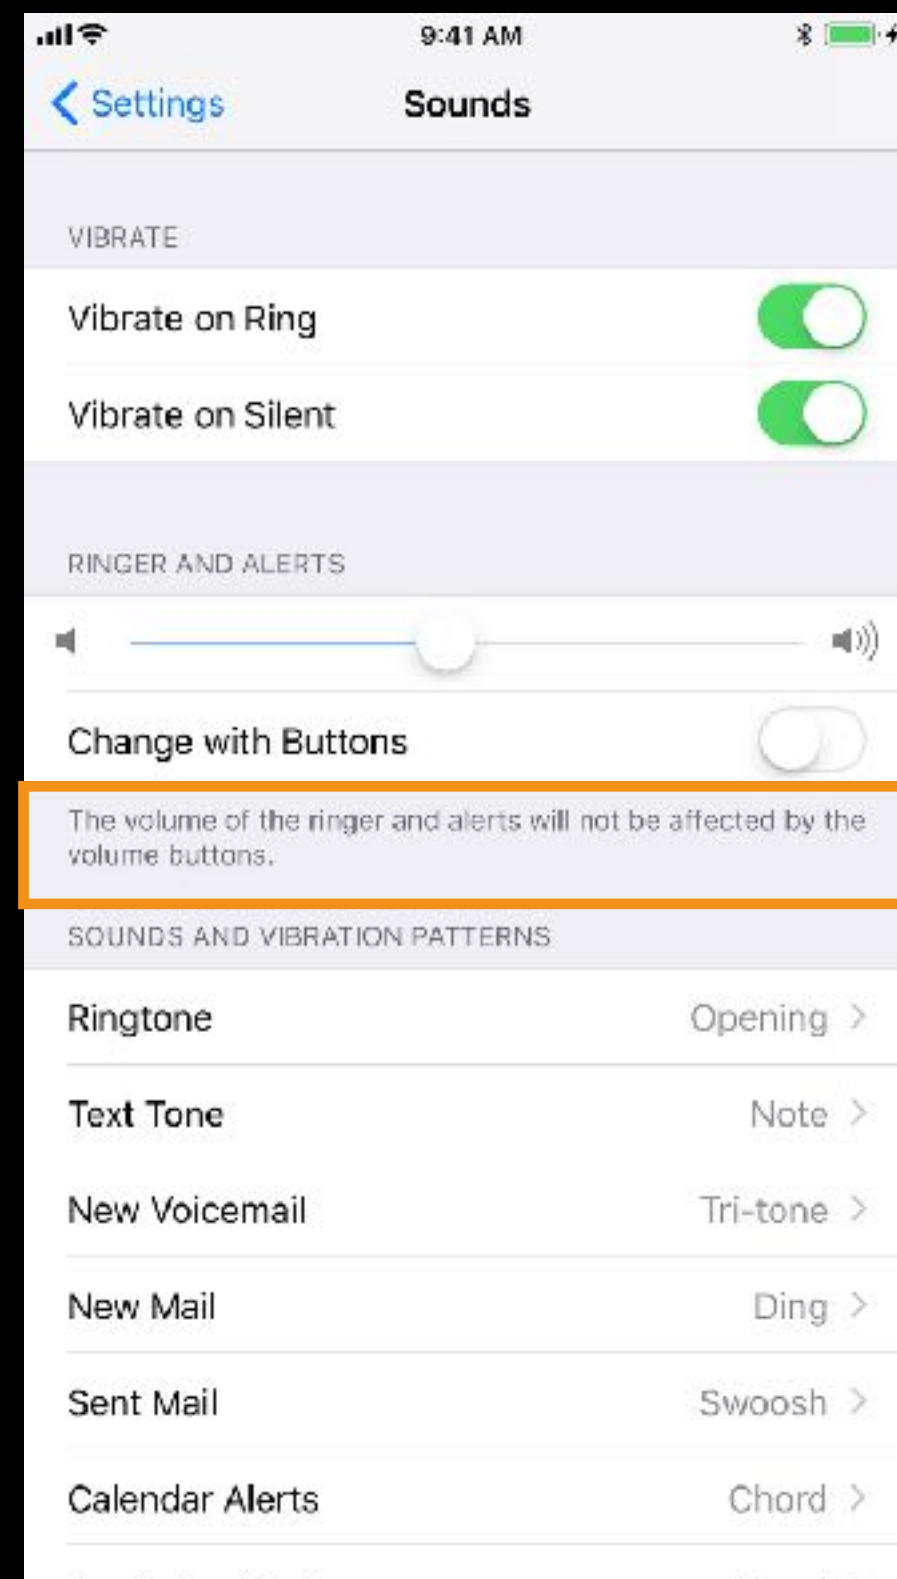 9:41 AM
Settings
Sounds
VIBRATE
Vibrate on Ring
Vibrate on Silent
RINGER AND ALERTS
Change with Buttons
The volume of the ringer and alerts will not be affected by the
volume buttons.
SOUNDS AND VIBRATION PATTERNS
Ringtone Opening
Text Tone Note
New Voicemail Tri-tone
New Mail Ding
Sent Mail Swoosh
Calendar Alerts Chord